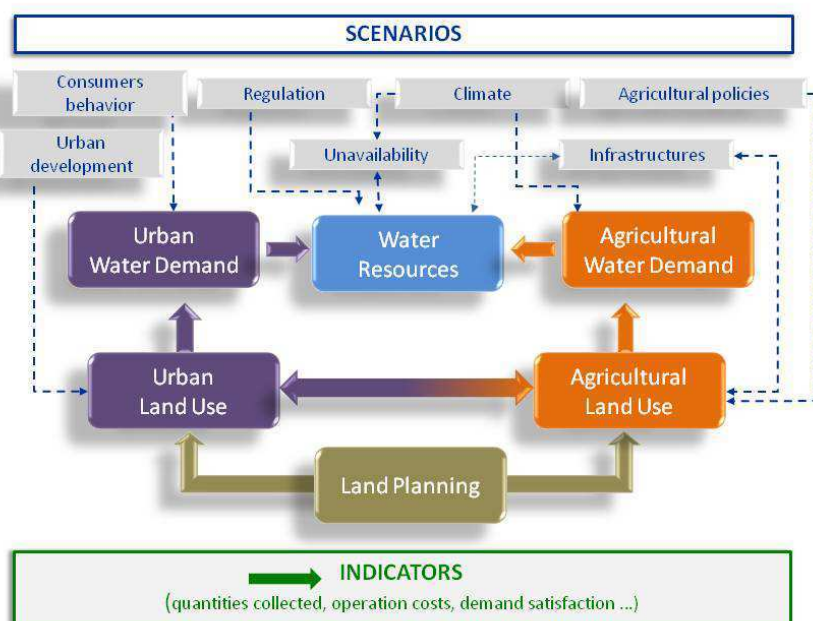 SCENARIOS
Consumers
behavior
Regulation
Climate
Agricultural policies
Urban
development
Unavailability
Infrastructures
Urban
Water Demand
Water
Resources
Agricultural
Water Demand
Urban
Land Use
Agricultural
Land Use
Land Planning
INDICATORS
(quantities collected, operation costs, demand satisfaction ...)